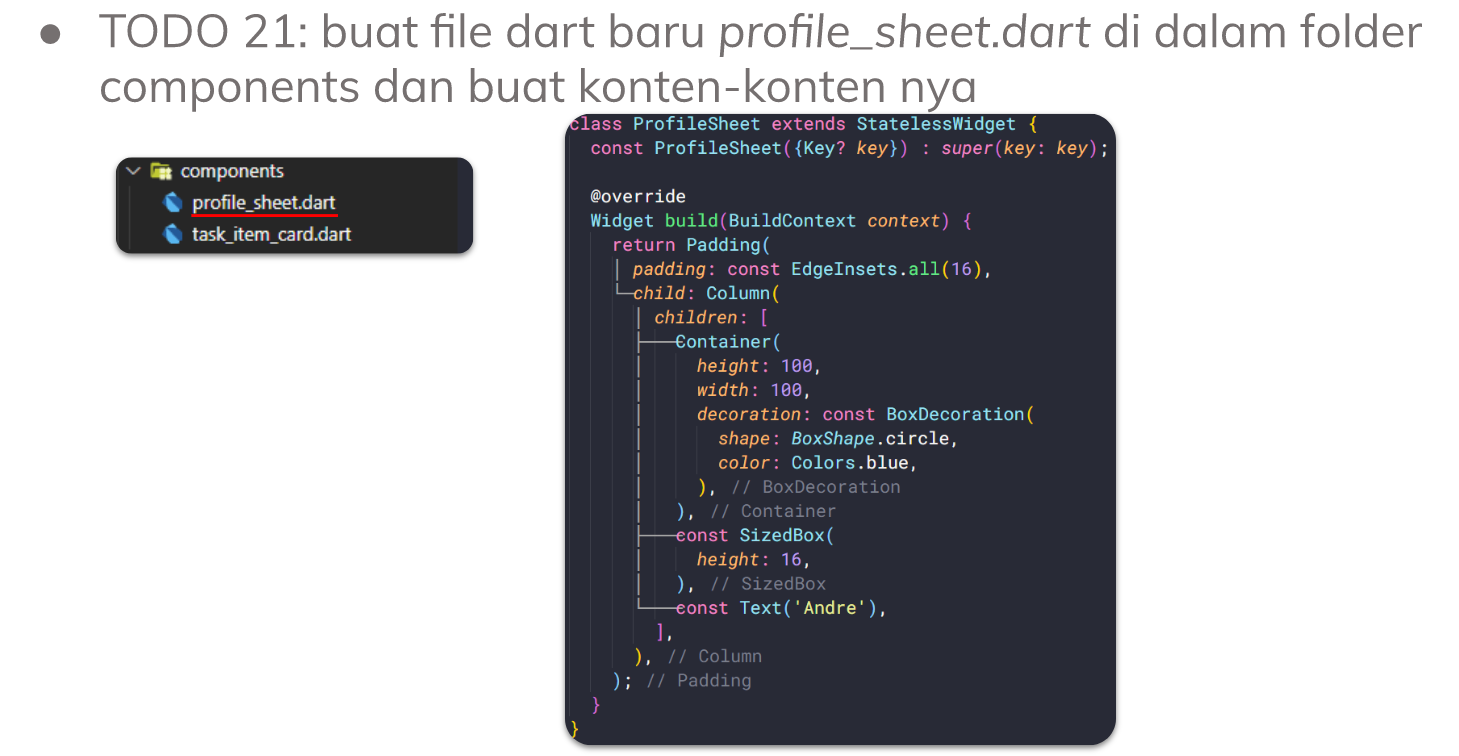 ● TODO 21: buat file dart baru profile_sheet.dart di dalam folder
components dan buat konten-konten nya
components
profile_sheet.dart
task_item_card.dart
class ProfileSheet extends StatelessWidget {
  const ProfileSheet({Key? key}) : super(key: key);

  @override
  Widget build(BuildContext context) {
    return Padding(
      padding: const EdgeInsets.all(16),
      child: Column(
        children: [
          Container(
            height: 100,
            width: 100,
            decoration: const BoxDecoration(
              shape: BoxShape.circle,
              color: Colors.blue,
            ), // BoxDecoration
          ), // Container
          const SizedBox(
            height: 16,
          ), // SizedBox
          const Text('Andre'),
        ],
      ), // Column
    ); // Padding
  }
}